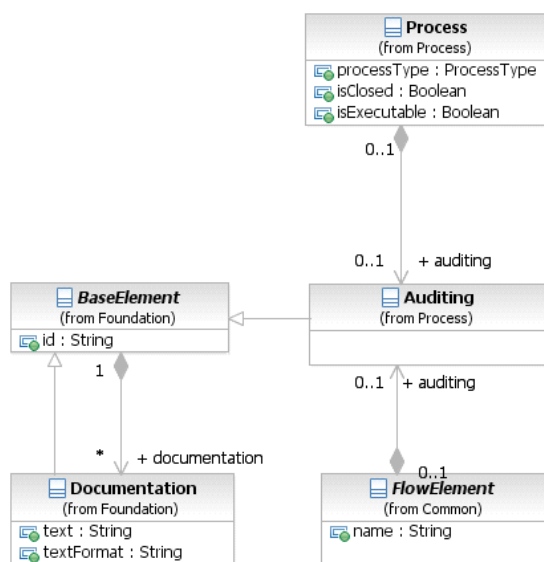 Process
(from Process)
processType : ProcessType
isClosed : Boolean
isExecutable : Boolean
0..1
0..1 + auditing
BaseElement
(from Foundation)
id : String
Auditing
(from Process)
1
0..1 + auditing
* + documentation
0..1
Documentation
(from Foundation)
text : String
textFormat : String
FlowElement
(from Common)
name : String